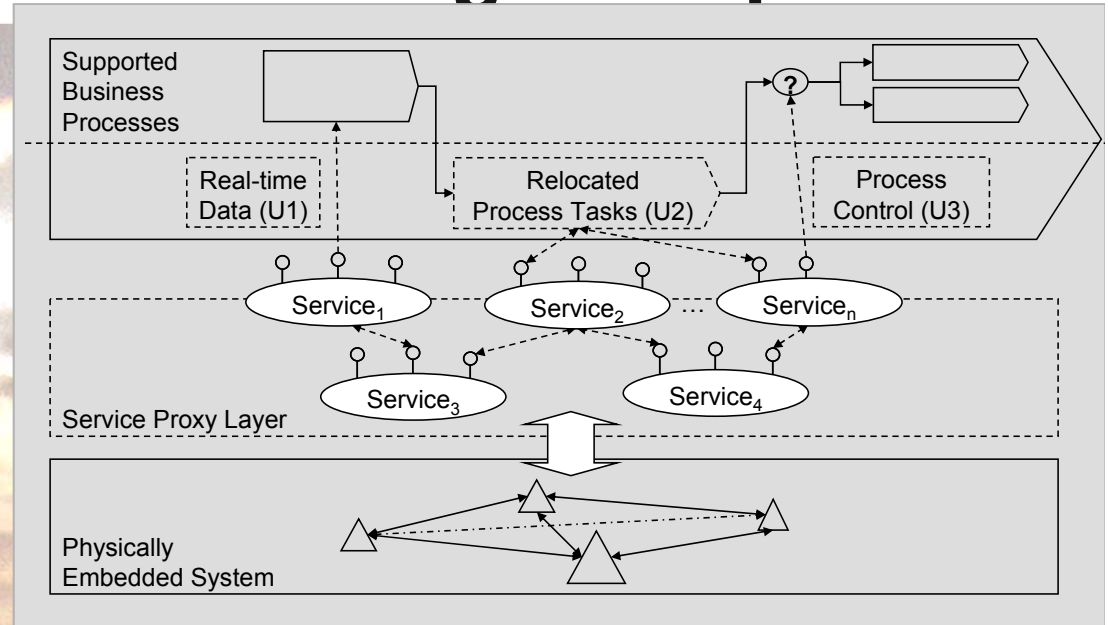 Supported
Business
Processes
?
Real-time
Data (U1)
Relocated
Process Tasks (U2)
Process
Control (U3)
Service₁
Service₂
...
Serviceₙ
Service₃
Service₄
Service Proxy Layer
Physically
Embedded System